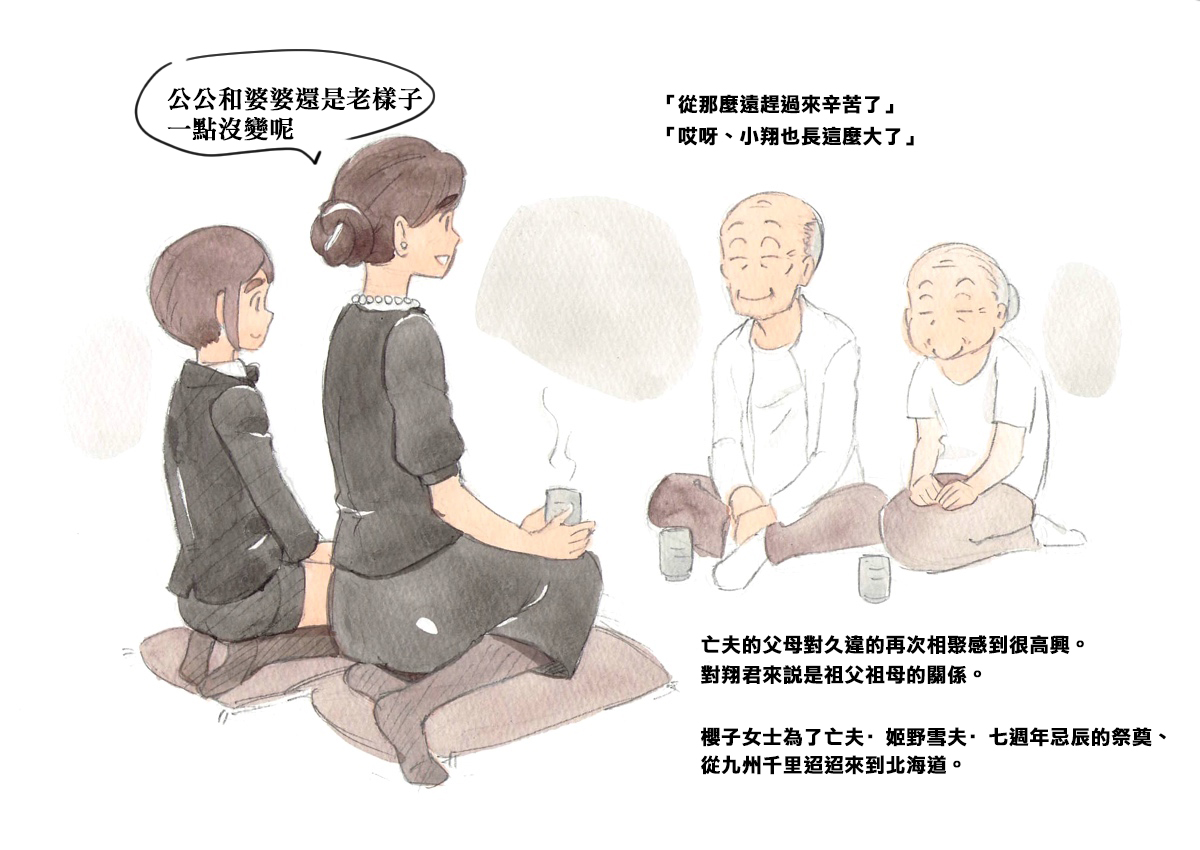 公公和婆婆還是老樣子
一點沒變呢
「從那麼遠趕過來辛苦了」
「哎呀、小翔也長這麼大了」
亡夫的父母對久違的再次相聚感到很高興。
對翔君來説是祖父祖母的關係。
櫻子女士為了亡夫·姬野雪夫·七週年忌辰的祭奠、
從九州千里迢迢來到北海道。